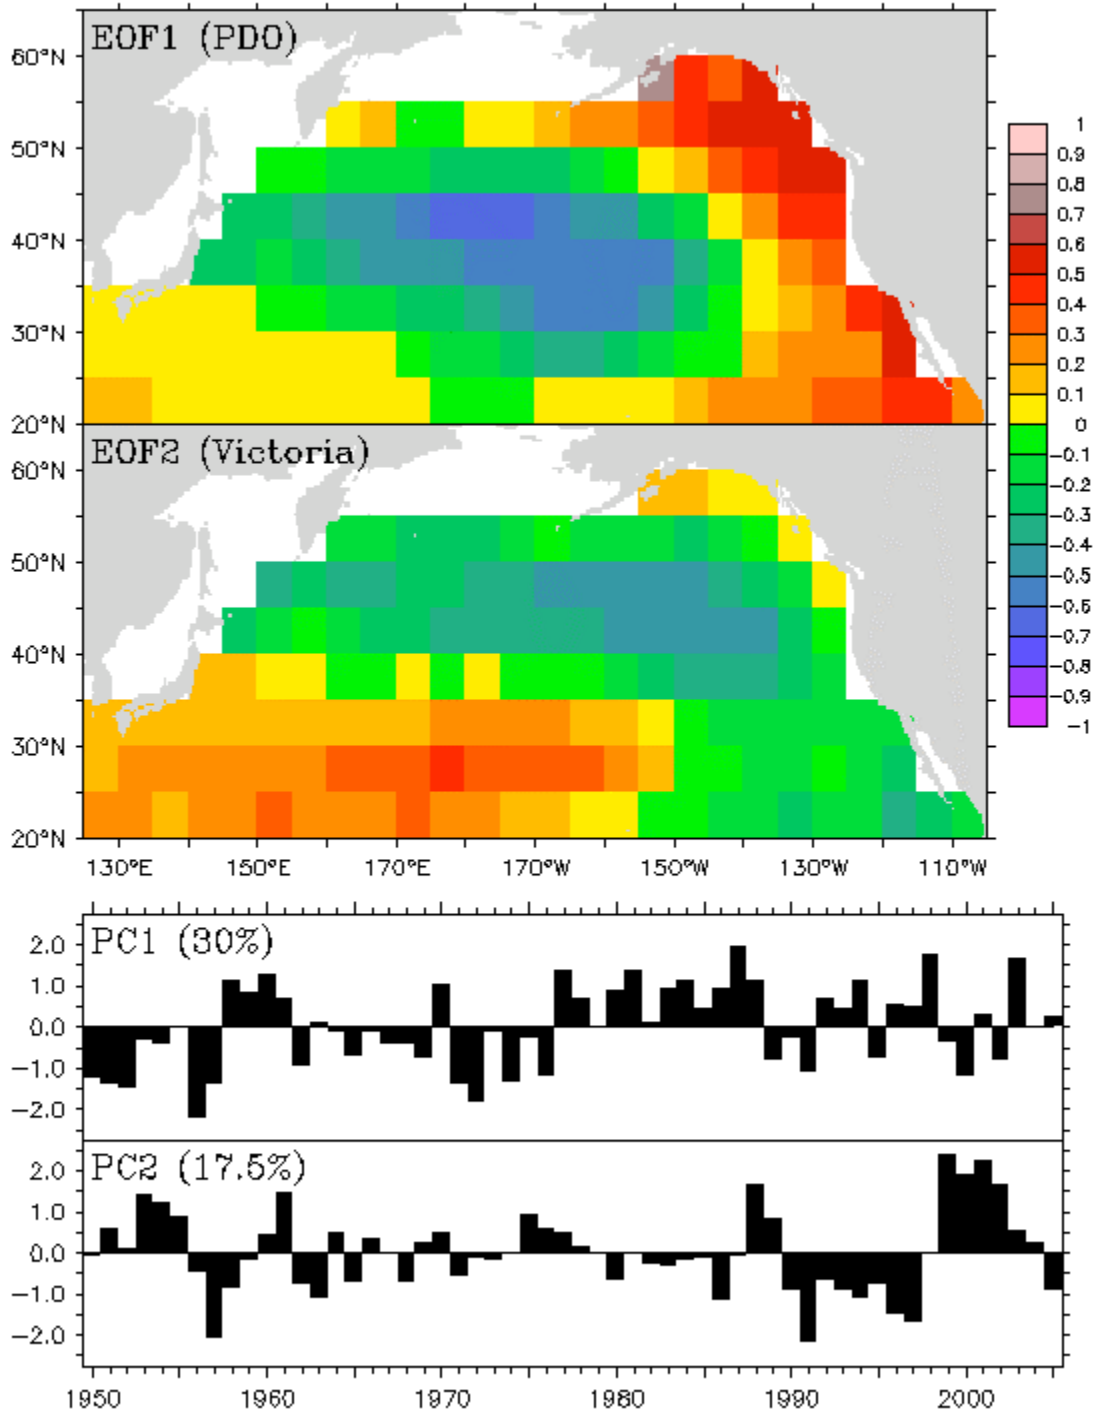 EOF1 (PDO)
60°N
50°N
40°N
30°N
20°N
EOF2 (Victoria)
60°N
50°N
40°N
30°N
20°N
130°E 150°E 170°E 170°W 150°W 130°W 110°W
1
0.9
0.8
0.7
0.6
0.5
0.4
0.3
0.2
0.1
0
-0.1
-0.2
-0.3
-0.4
-0.5
-0.6
-0.7
-0.8
-0.9
-1
PC1 (30%)
2.0
1.0
0.0
-1.0
-2.0
PC2 (17.5%)
2.0
1.0
0.0
-1.0
-2.0
1950 1960 1970 1980 1990 2000